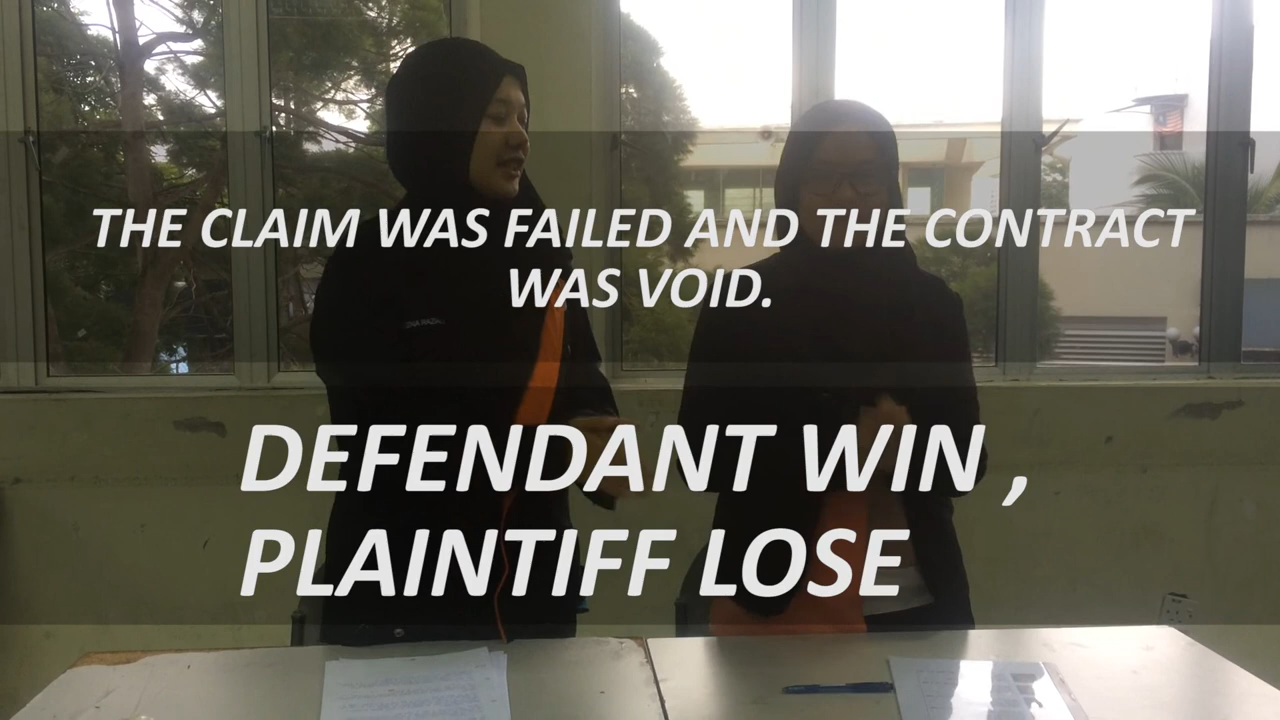 THE CLAIM WAS FAILED AND THE CONTRACT
WAS VOID.
DEFENDANT WIN ,
PLAINTIFF LOSE